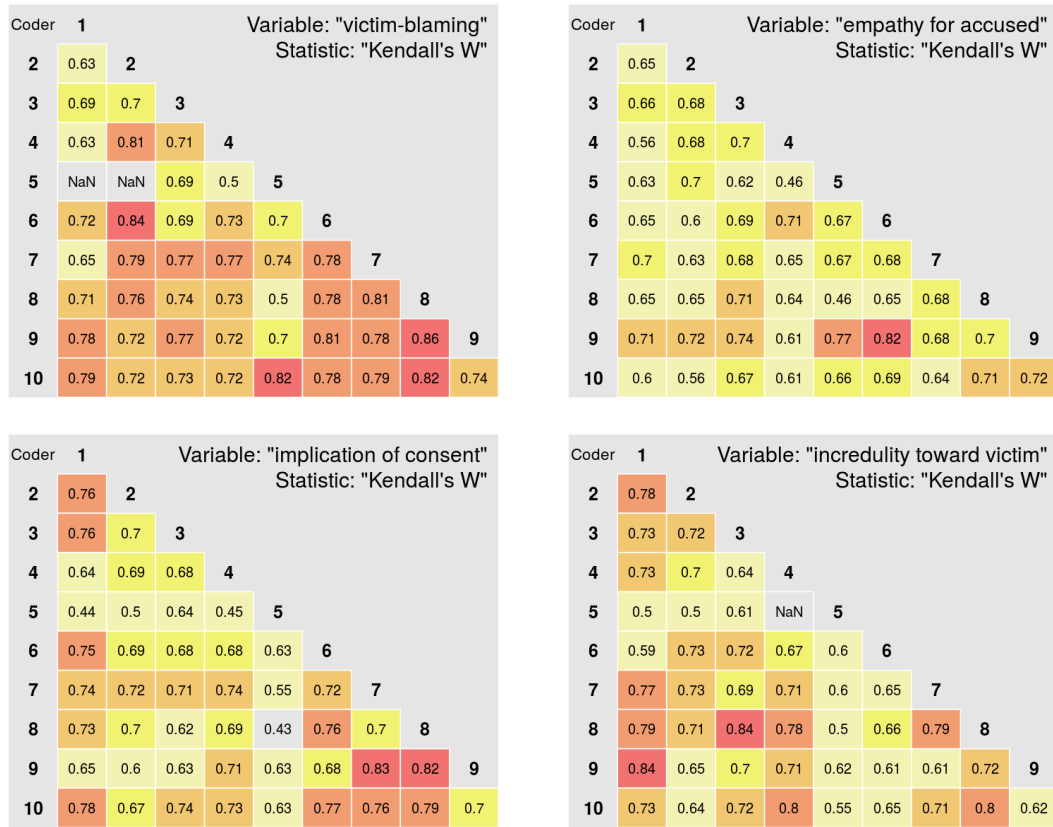 Coder 1 Variable: "victim-blaming"
Statistic: "Kendall's W"
2 0.63 2
3 0.69 0.7 3
4 0.63 0.81 0.71 4
5 NaN NaN 0.69 0.5 5
6 0.72 0.84 0.69 0.73 0.7 6
7 0.65 0.79 0.77 0.77 0.74 0.78 7
8 0.71 0.76 0.74 0.73 0.5 0.78 0.81 8
9 0.78 0.72 0.77 0.72 0.7 0.81 0.78 0.86 9
10 0.79 0.72 0.73 0.72 0.82 0.78 0.79 0.82 0.74
Coder 1 Variable: "empathy for accused"
Statistic: "Kendall's W"
2 0.65 2
3 0.66 0.68 3
4 0.56 0.68 0.7 4
5 0.63 0.7 0.62 0.46 5
6 0.65 0.6 0.69 0.71 0.67 6
7 0.7 0.63 0.68 0.65 0.67 0.68 7
8 0.65 0.65 0.71 0.64 0.46 0.65 0.68 8
9 0.71 0.72 0.74 0.61 0.77 0.82 0.68 0.7 9
10 0.6 0.56 0.67 0.61 0.66 0.69 0.64 0.71 0.72
Coder 1 Variable: "implication of consent"
Statistic: "Kendall's W"
2 0.76 2
3 0.76 0.7 3
4 0.64 0.69 0.68 4
5 0.44 0.5 0.64 0.45 5
6 0.75 0.69 0.68 0.68 0.63 6
7 0.74 0.72 0.71 0.74 0.55 0.72 7
8 0.73 0.7 0.62 0.69 0.43 0.76 0.7 8
9 0.65 0.6 0.63 0.71 0.63 0.68 0.83 0.82 9
10 0.78 0.67 0.74 0.73 0.63 0.77 0.76 0.79 0.7
Coder 1 Variable: "incredulity toward victim"
Statistic: "Kendall's W"
2 0.78 2
3 0.73 0.72 3
4 0.73 0.7 0.64 4
5 0.5 0.5 0.61 NaN 5
6 0.59 0.73 0.72 0.67 0.6 6
7 0.77 0.73 0.69 0.71 0.6 0.65 7
8 0.79 0.71 0.84 0.78 0.5 0.66 0.79 8
9 0.84 0.65 0.7 0.71 0.62 0.61 0.61 0.72 9
10 0.73 0.64 0.72 0.8 0.55 0.65 0.71 0.8 0.62